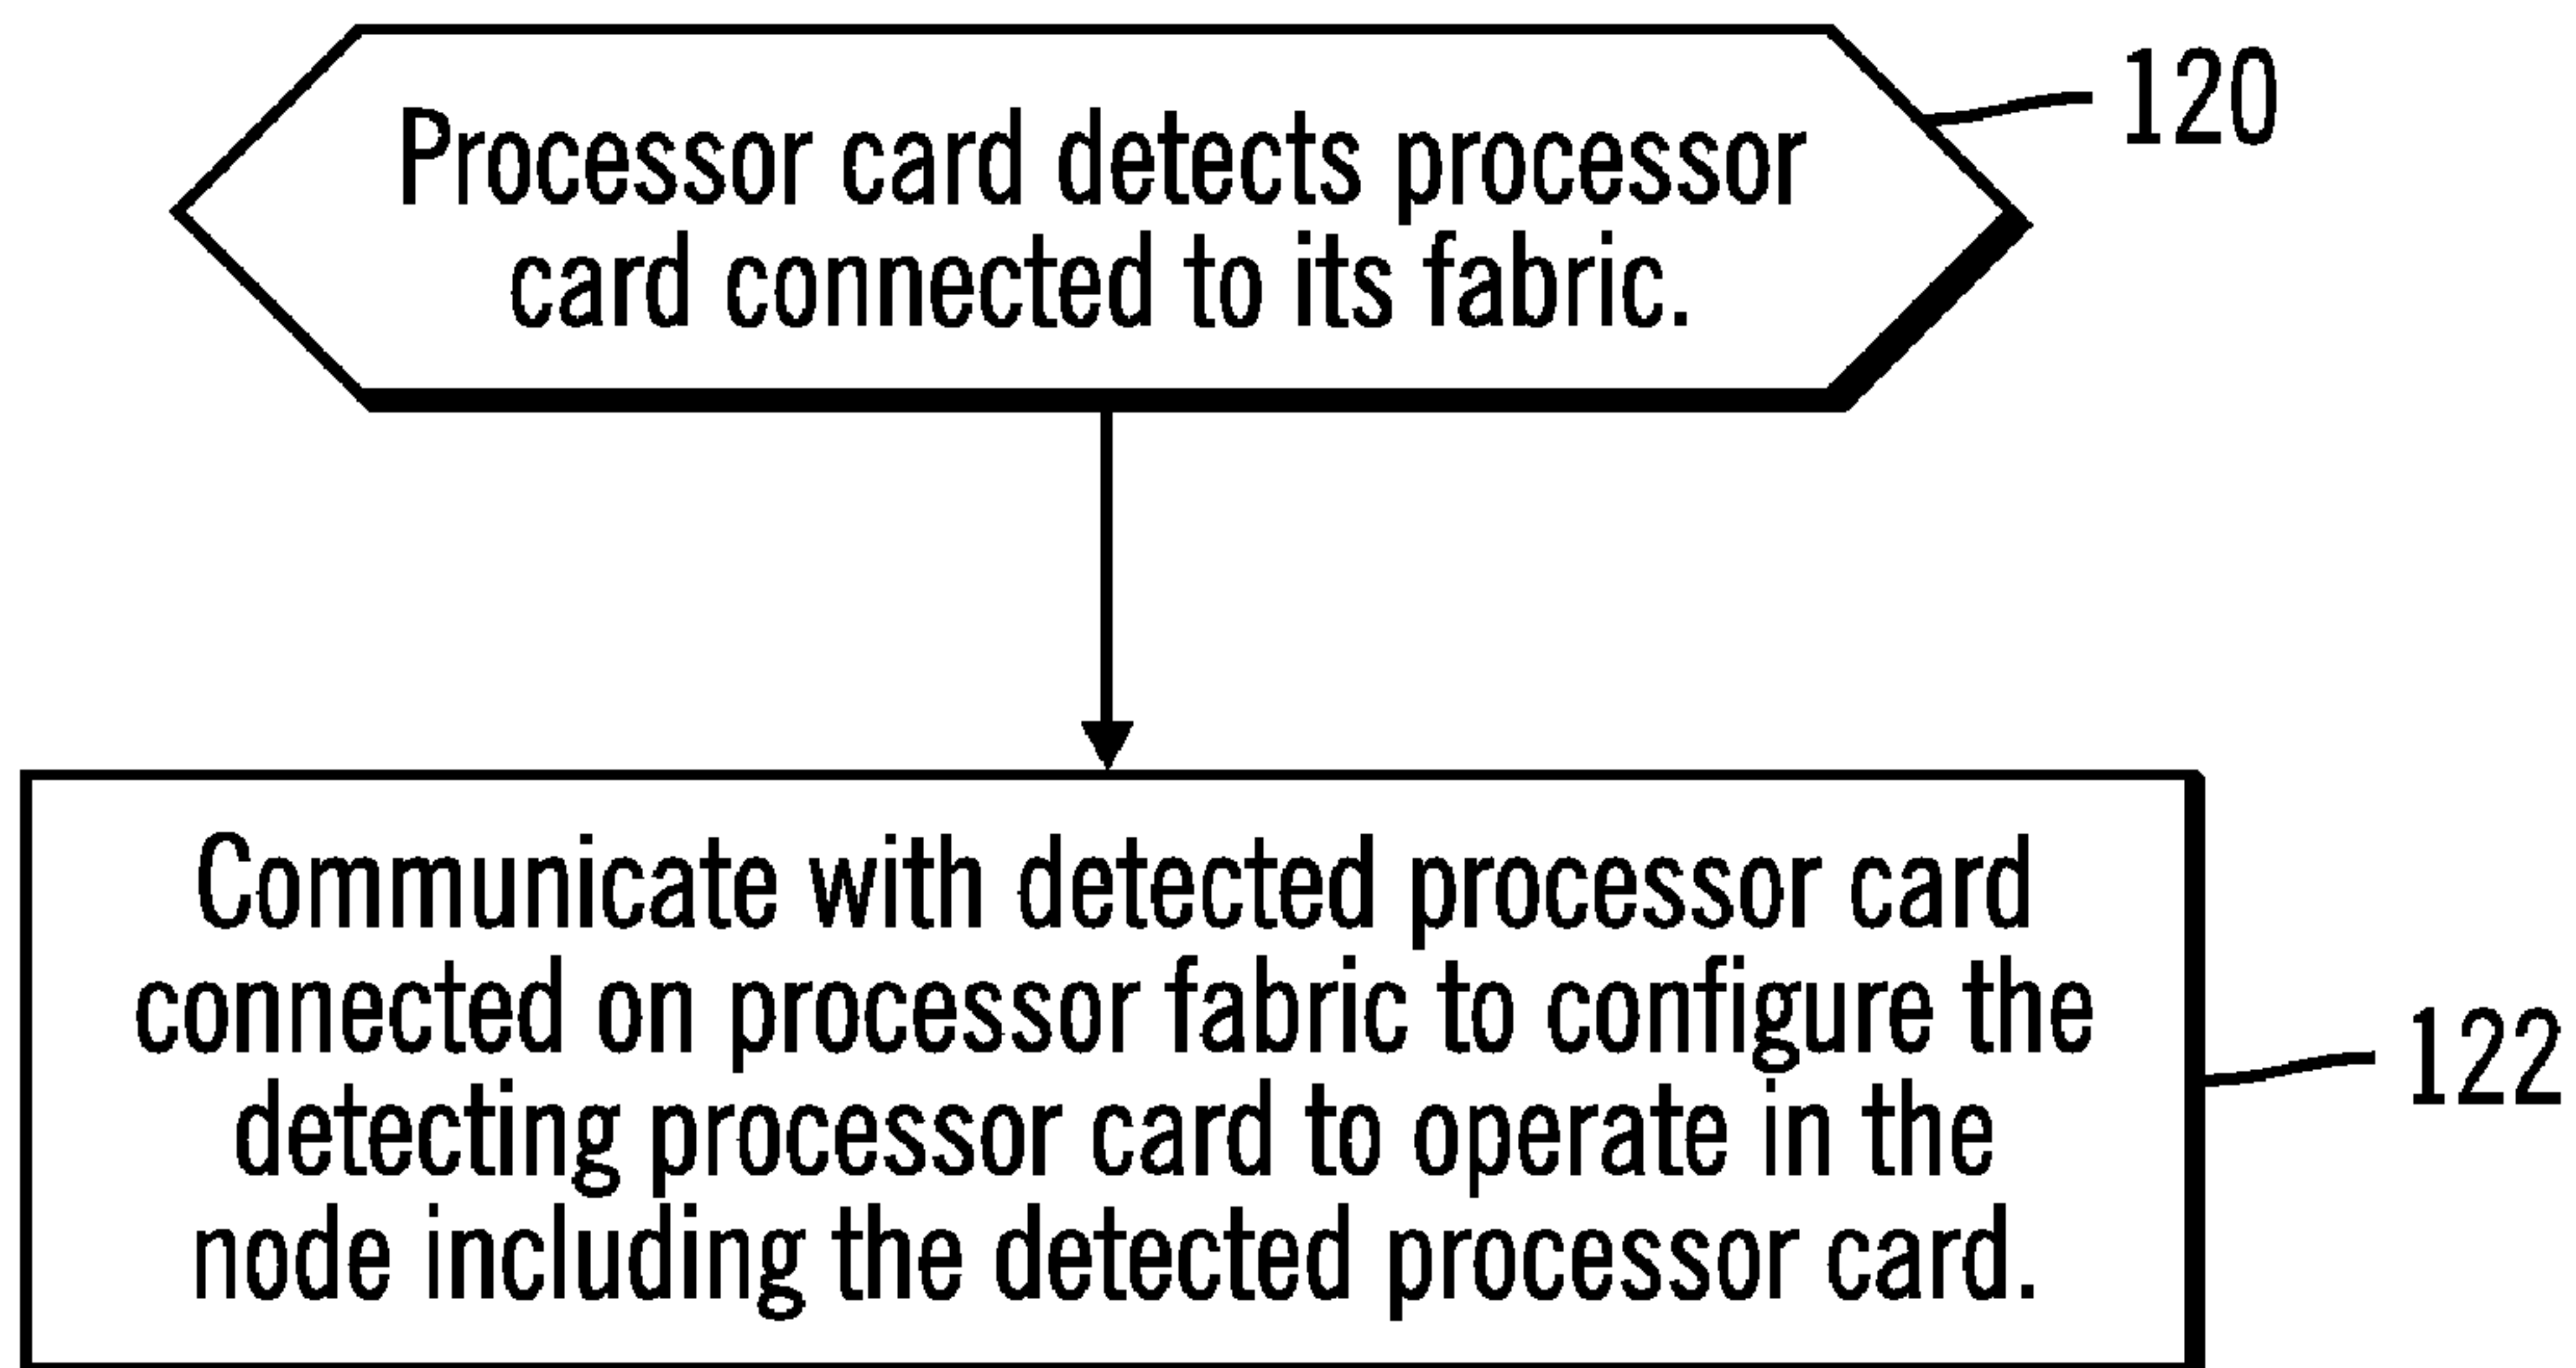 Processor card detects processor
card connected to its fabric.
120
Communicate with detected processor card
connected on processor fabric to configure the
detecting processor card to operate in the
node including the detected processor card.
122